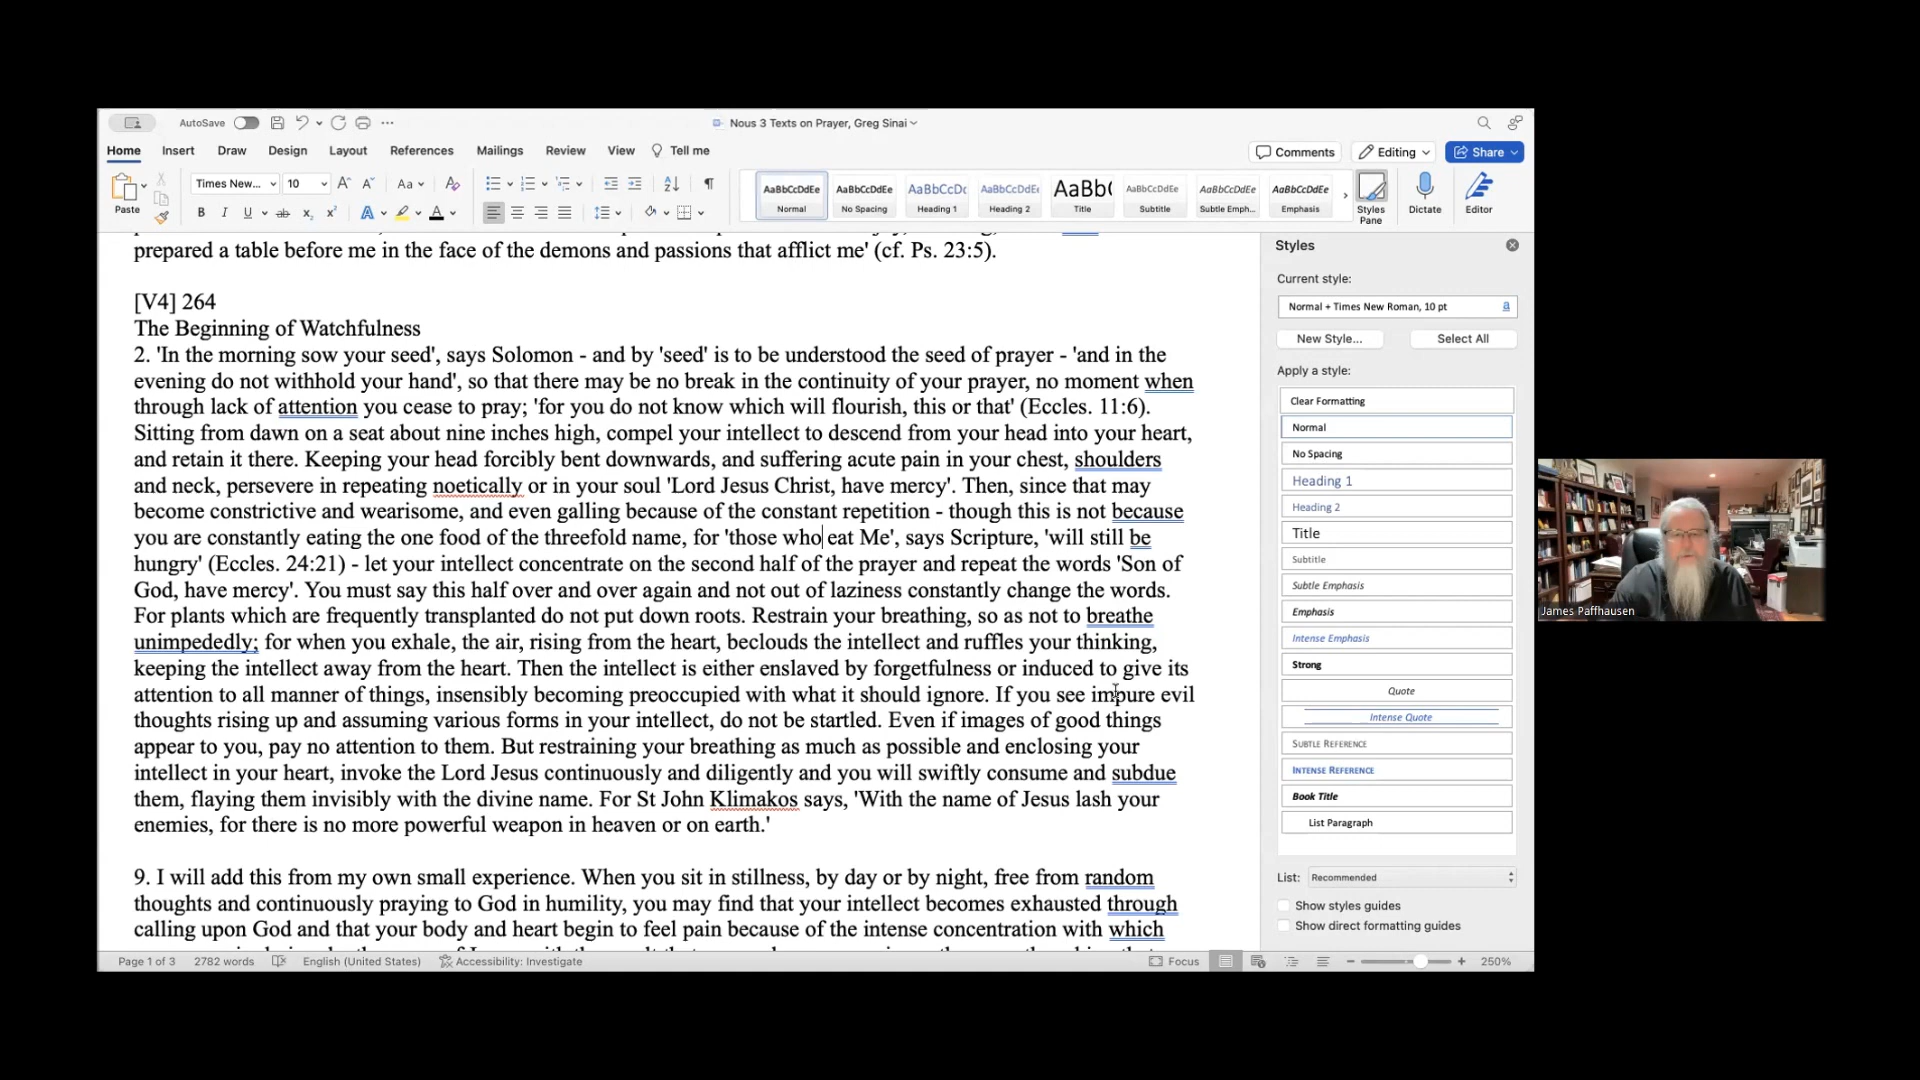 AutoSave
Nous 3 Texts on Prayer, Greg Sinai
Home Insert Draw Design Layout References Mailings Review View Tell me
Comments Editing Share
Paste
Times New... 10
Aa
B I U ab x₂ x²
A A
AaBbCcDdEe AaBbCcDdEe AaBbCcDc AaBbCcDdEe AaBb( AaBbCcDdEe AaBbCcDdEe AaBbCcDdEe
Normal No Spacing Heading 1 Heading 2 Title Subtitle Subtle Emph... Emphasis
Styles Pane
Dictate
Editor
prepared a table before me in the face of the demons and passions that afflict me' (cf. Ps. 23:5).
[V4] 264
The Beginning of Watchfulness
2. 'In the morning sow your seed', says Solomon - and by 'seed' is to be understood the seed of prayer - 'and in the
evening do not withhold your hand', so that there may be no break in the continuity of your prayer, no moment when
through lack of attention you cease to pray; 'for you do not know which will flourish, this or that' (Eccles. 11:6).
Sitting from dawn on a seat about nine inches high, compel your intellect to descend from your head into your heart,
and retain it there. Keeping your head forcibly bent downwards, and suffering acute pain in your chest, shoulders
and neck, persevere in repeating noetically or in your soul 'Lord Jesus Christ, have mercy'. Then, since that may
become constrictive and wearisome, and even galling because of the constant repetition - though this is not because
you are constantly eating the one food of the threefold name, for 'those who eat Me', says Scripture, 'will still be
hungry' (Eccles. 24:21) - let your intellect concentrate on the second half of the prayer and repeat the words 'Son of
God, have mercy'. You must say this half over and over again and not out of laziness constantly change the words.
For plants which are frequently transplanted do not put down roots. Restrain your breathing, so as not to breathe
unimpededly; for when you exhale, the air, rising from the heart, beclouds the intellect and ruffles your thinking,
keeping the intellect away from the heart. Then the intellect is either enslaved by forgetfulness or induced to give its
attention to all manner of things, insensibly becoming preoccupied with what it should ignore. If you see impure evil
thoughts rising up and assuming various forms in your intellect, do not be startled. Even if images of good things
appear to you, pay no attention to them. But restraining your breathing as much as possible and enclosing your
intellect in your heart, invoke the Lord Jesus continuously and diligently and you will swiftly consume and subdue
them, flaying them invisibly with the divine name. For St John Klimakos says, 'With the name of Jesus lash your
enemies, for there is no more powerful weapon in heaven or on earth.'
9. I will add this from my own small experience. When you sit in stillness, by day or by night, free from random
thoughts and continuously praying to God in humility, you may find that your intellect becomes exhausted through
calling upon God and that your body and heart begin to feel pain because of the intense concentration with which
Styles
Current style:
Normal + Times New Roman, 10 pt
New Style... Select All
Apply a style:
Clear Formatting
Normal
No Spacing
Heading 1
Heading 2
Title
Subtitle
Subtle Emphasis
Emphasis
Intense Emphasis
Strong
Quote
Intense Quote
SUBTLE REFERENCE
INTENSE REFERENCE
Book Title
List Paragraph
List: Recommended
Show styles guides
Show direct formatting guides
Page 1 of 3 2782 words English (United States) Accessibility: Investigate Focus 250%
James Paffhausen